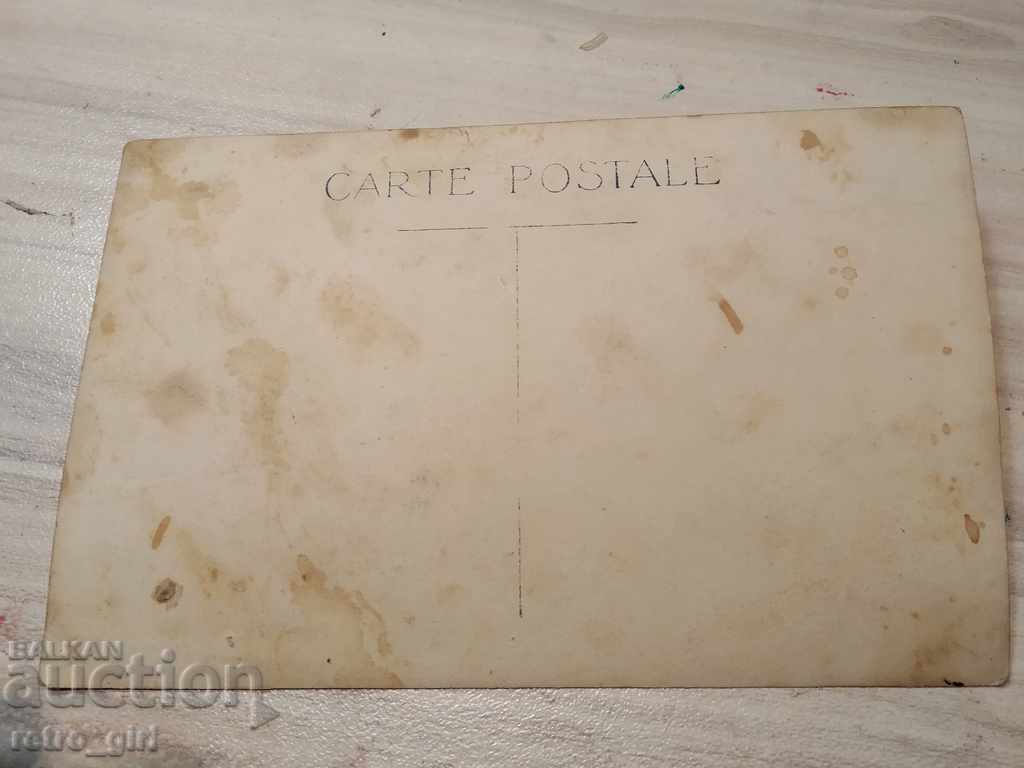 CARTE POSTALE
BALKAN
auction
retro_girl